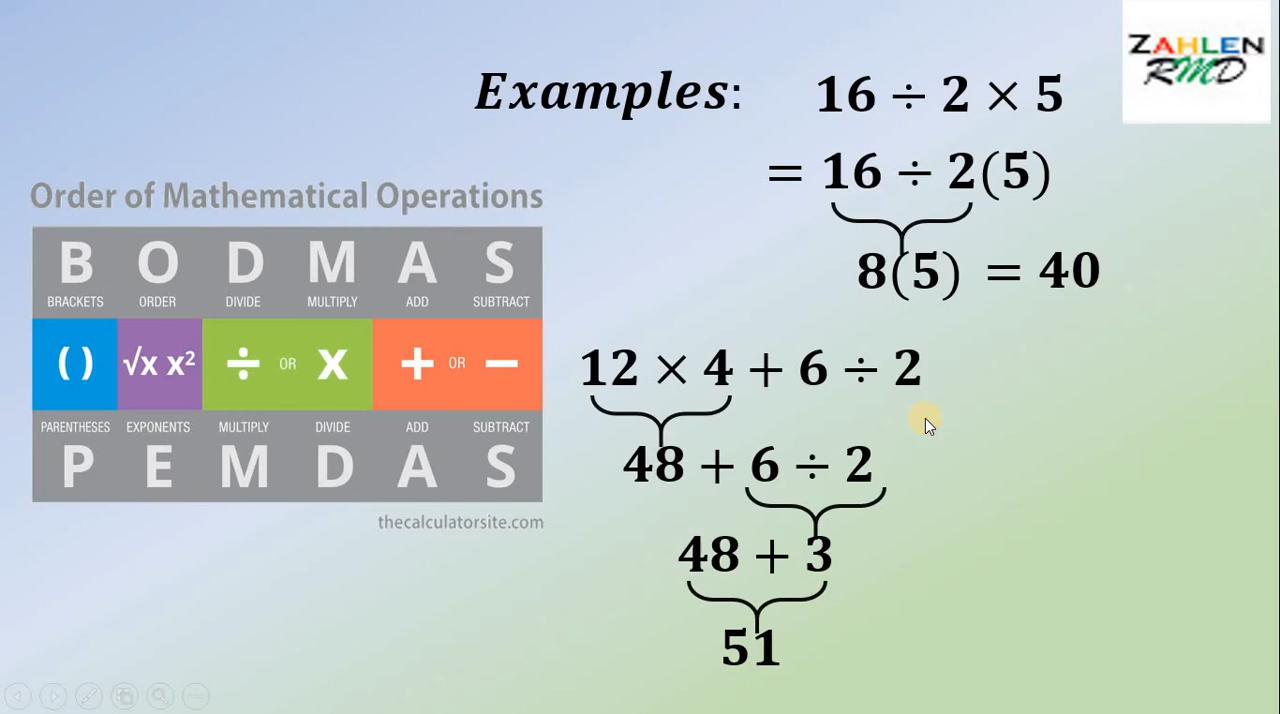 ZAHLEN
RMD
Examples: 16 ÷ 2 × 5
= 16 ÷ 2(5)
8(5) = 40
Order of Mathematical Operations
B O D M A S
BRACKETS ORDER DIVIDE MULTIPLY ADD SUBTRACT
( ) √x x² ÷ OR x + OR −
PARENTHESES EXPONENTS MULTIPLY DIVIDE ADD SUBTRACT
P E M D A S
thecalculatorsite.com
12 × 4 + 6 ÷ 2
48 + 6 ÷ 2
48 + 3
51